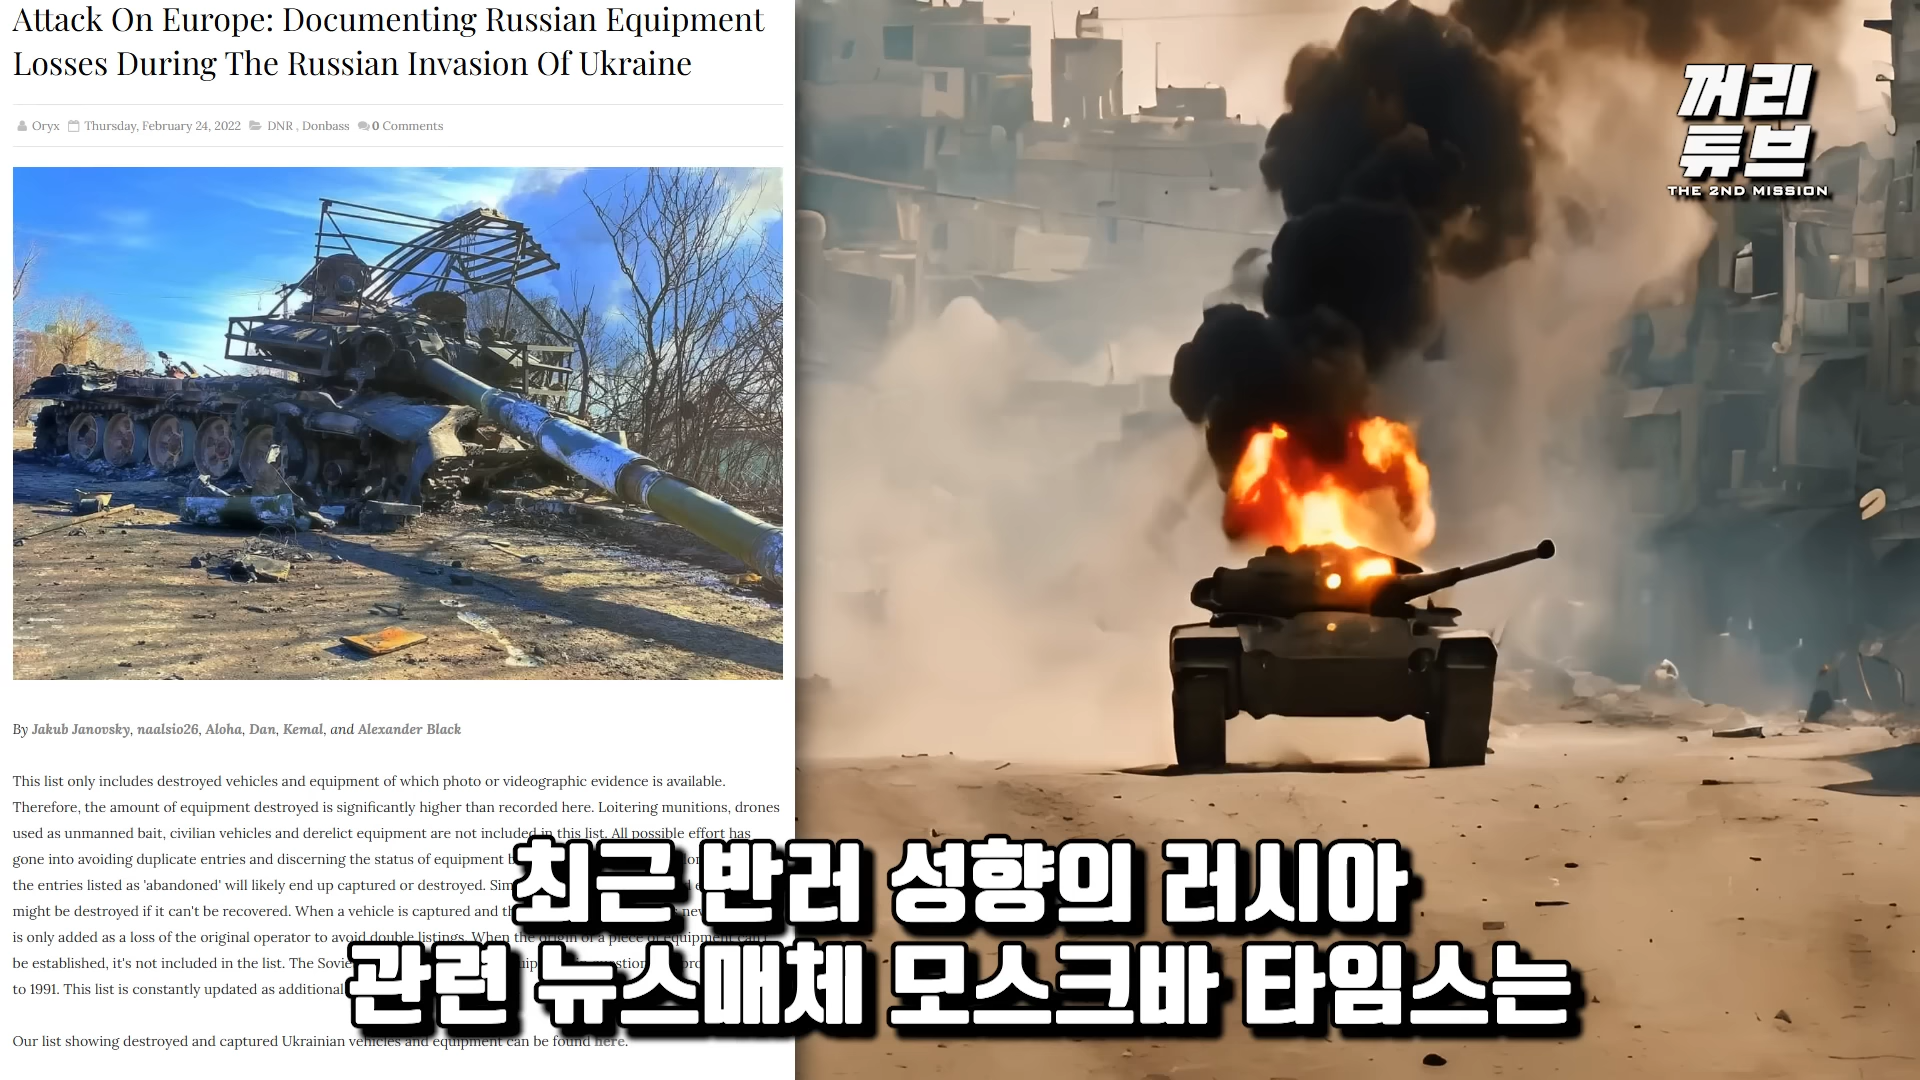 Attack On Europe: Documenting Russian Equipment
Losses During The Russian Invasion Of Ukraine
Oryx Thursday, February 24, 2022 DNR , Donbass 0 Comments
By Jakub Janovsky, naalsio26, Aloha, Dan, Kemal, and Alexander Black
This list only includes destroyed vehicles and equipment of which photo or videographic evidence is available.
Therefore, the amount of equipment destroyed is significantly higher than recorded here. Loitering munitions, drones
used as unmanned bait, civilian vehicles and derelict equipment are not included in this list. All possible effort has
gone into avoiding duplicate entries and discerning the status of equipment
the entries listed as 'abandoned' will likely end up captured or destroyed.
might be destroyed if it can't be recovered. When a vehicle is captured and
is only added as a loss of the original operator to avoid double listings. When the origin of a piece of equipment can't
be established, it's not included in the list. The
to 1991. This list is constantly updated as additional
Our list showing destroyed and captured Ukrainian vehicles and equipment can be found here.
꺼리
튜브
THE 2ND MISSION
최근 반러 성향의 러시아
관련 뉴스매체 모스크바 타임스는